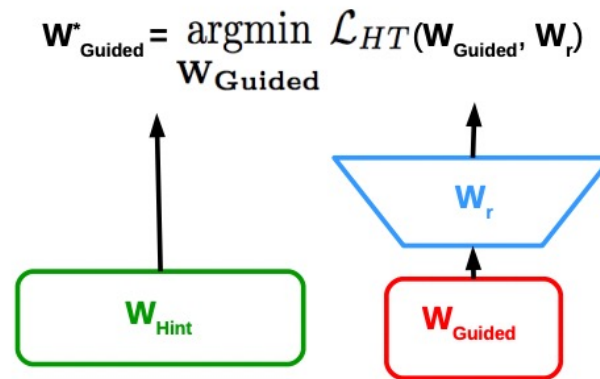 W*Guided = argmin ℒHT(WGuided, Wr)
WGuided
Wr
WHint
WGuided